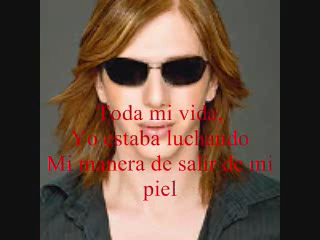 Toda mi vida,
Yo estaba luchando
Mi manera de salir de mi
piel